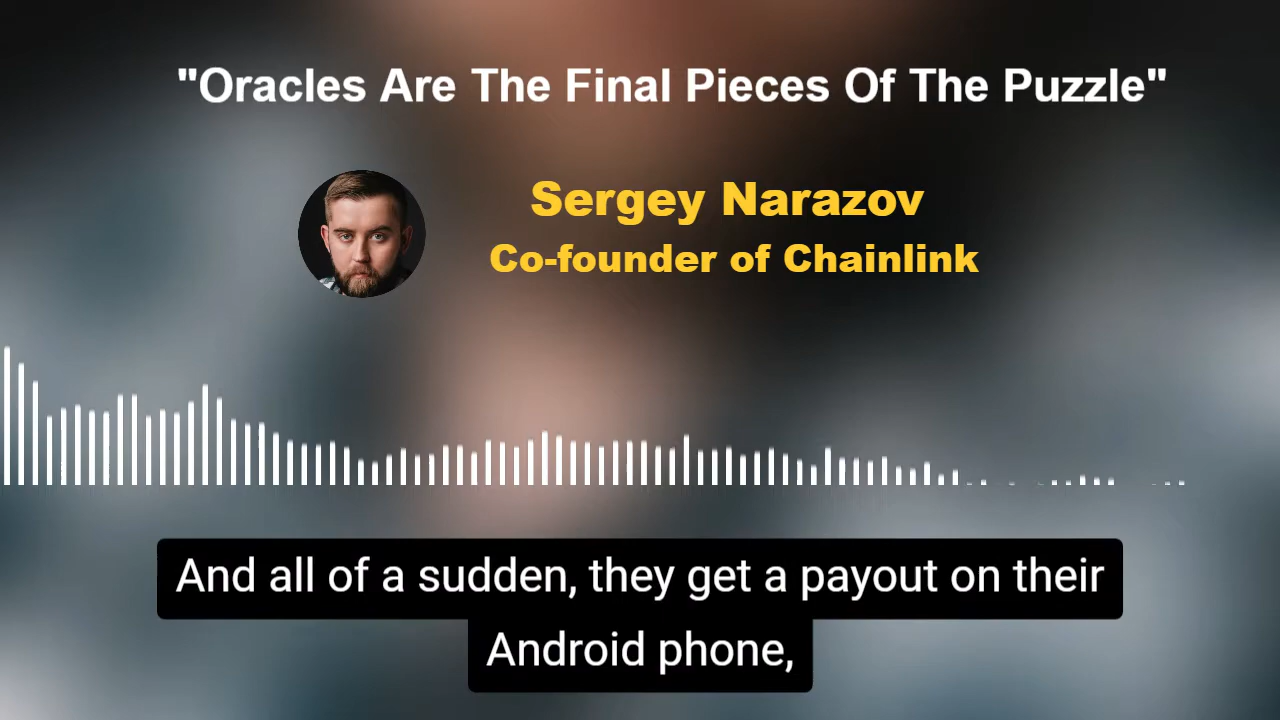 "Oracles Are The Final Pieces Of The Puzzle"
Sergey Narazov
Co-founder of Chainlink
And all of a sudden, they get a payout on their
Android phone,